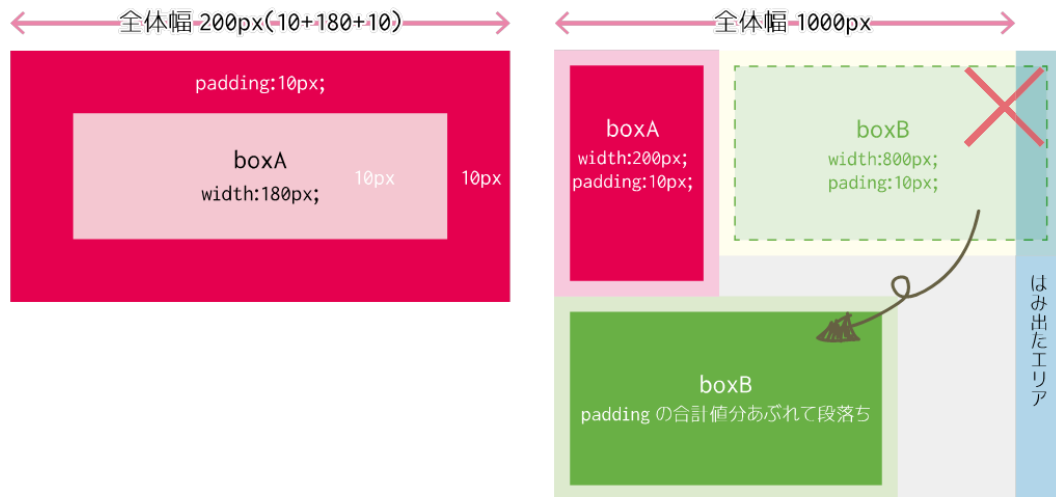 全体幅 200px(10+180+10)
padding:10px;
boxA
width:180px;
10px
10px
全体幅 1000px
boxA
width:200px;
padding:10px;
boxB
width:800px;
pading:10px;
はみ出たエリア
boxB
padding の合計値分あぶれて段落ち